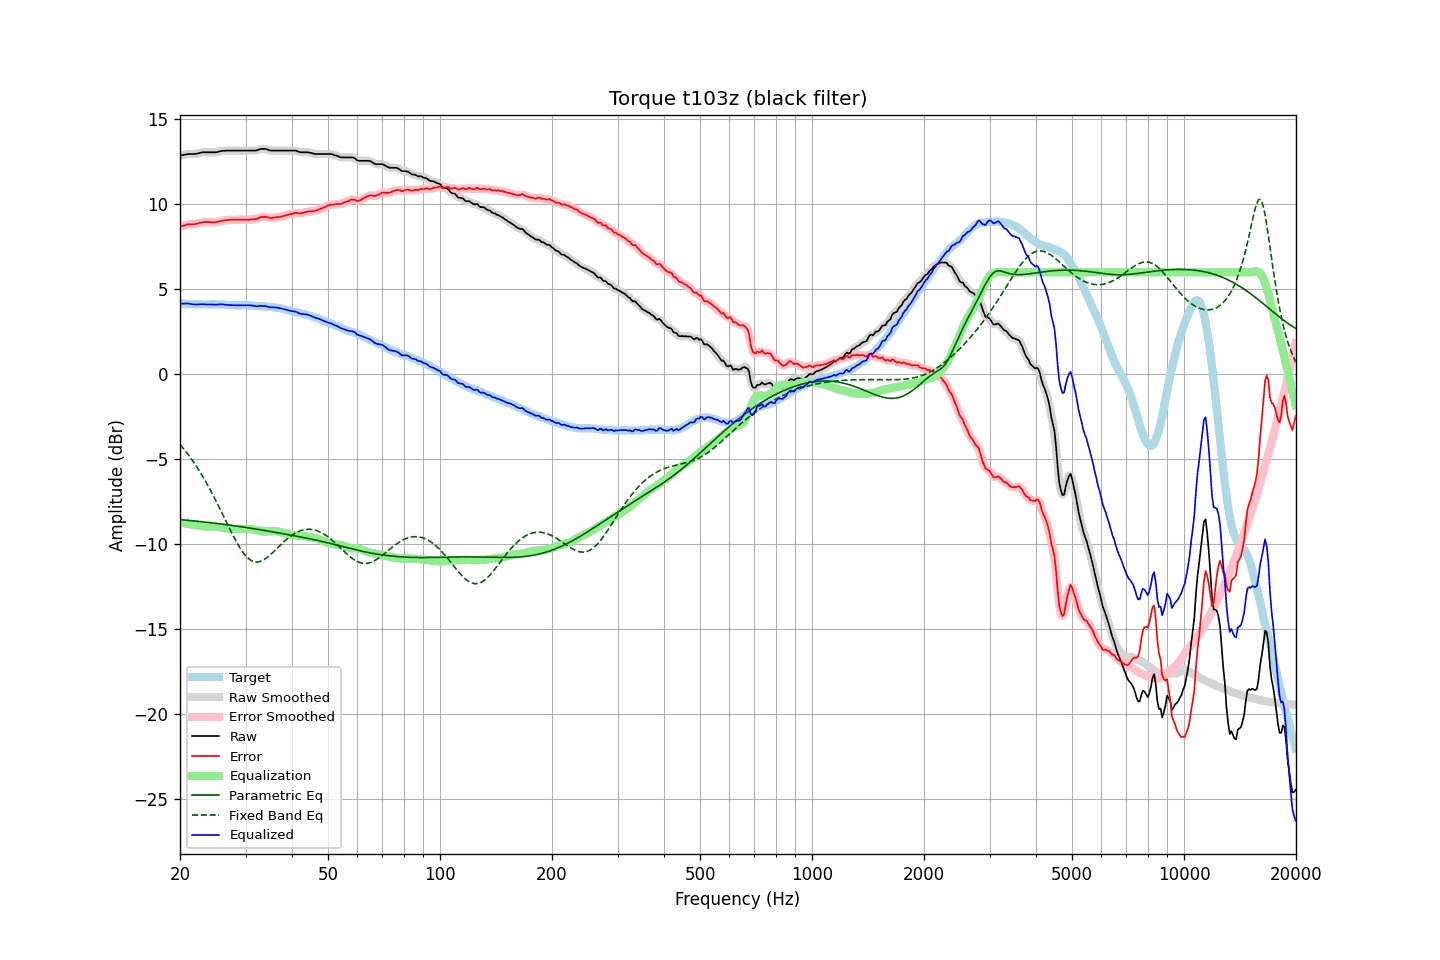 Torque t103z (black filter)
15
10
5
0
−5
−10
−15
−20
−25
Amplitude (dBr)
Target
Raw Smoothed
Error Smoothed
Raw
Error
Equalization
Parametric Eq
Fixed Band Eq
Equalized
20 50 100 200 500 1000 2000 5000 10000 20000
Frequency (Hz)